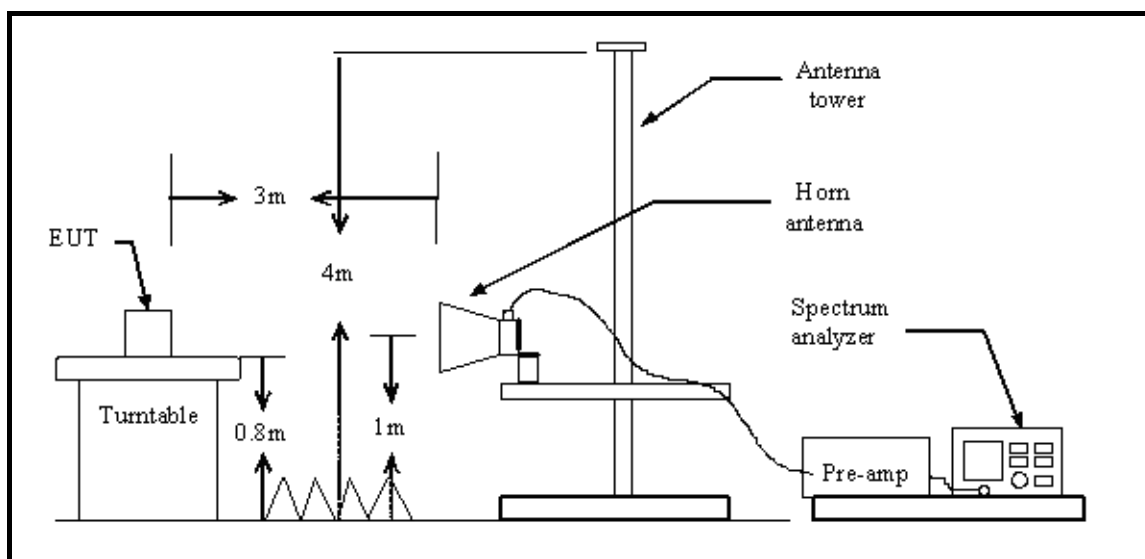 Antenna
tower
3m
Horn
antenna
EUT
4m
Spectrum
analyzer
Turntable
0.8m
1m
Pre-amp